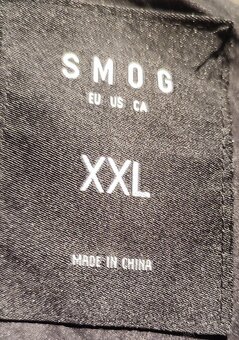 SMOG
EU US CA
XXL
MADE IN CHINA